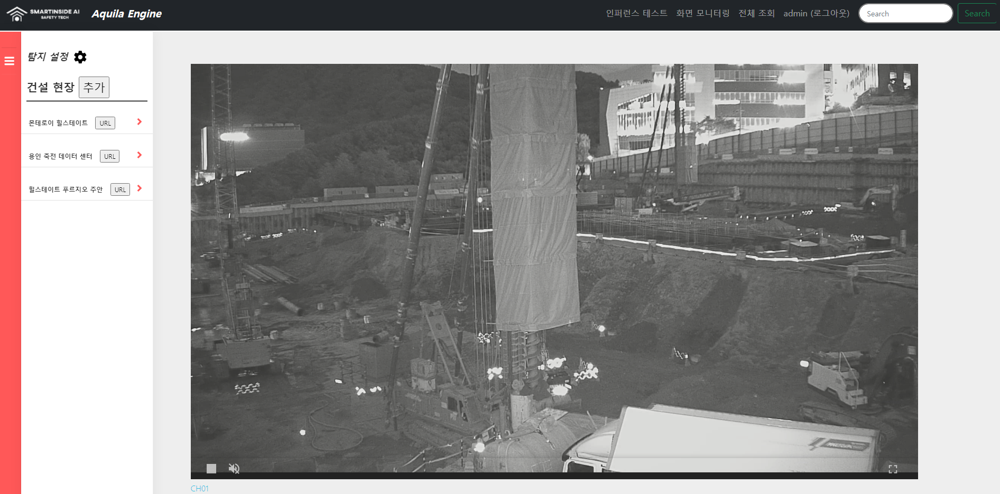 SMARTINSIDE AI
SAFETY TECH
Aquila Engine
인퍼런스 테스트
화면 모니터링
전체 조회
admin (로그아웃)
Search
Search
탐지 설정
건설 현장 추가
몬테로이 힐스테이트 URL
용인 죽전 데이터 센터 URL
힐스테이트 푸르지오 주안 URL
CH01